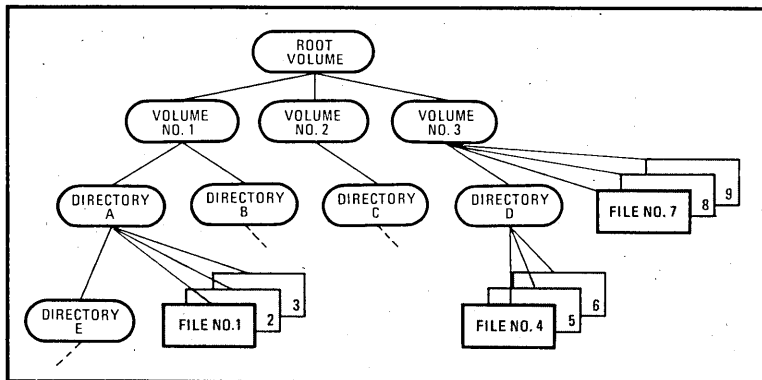 ROOT
VOLUME
VOLUME
NO. 1
VOLUME
NO. 2
VOLUME
NO. 3
DIRECTORY
A
DIRECTORY
B
DIRECTORY
C
DIRECTORY
D
9
8
FILE NO. 7
DIRECTORY
E
3
2
FILE NO.1
6
5
FILE NO. 4